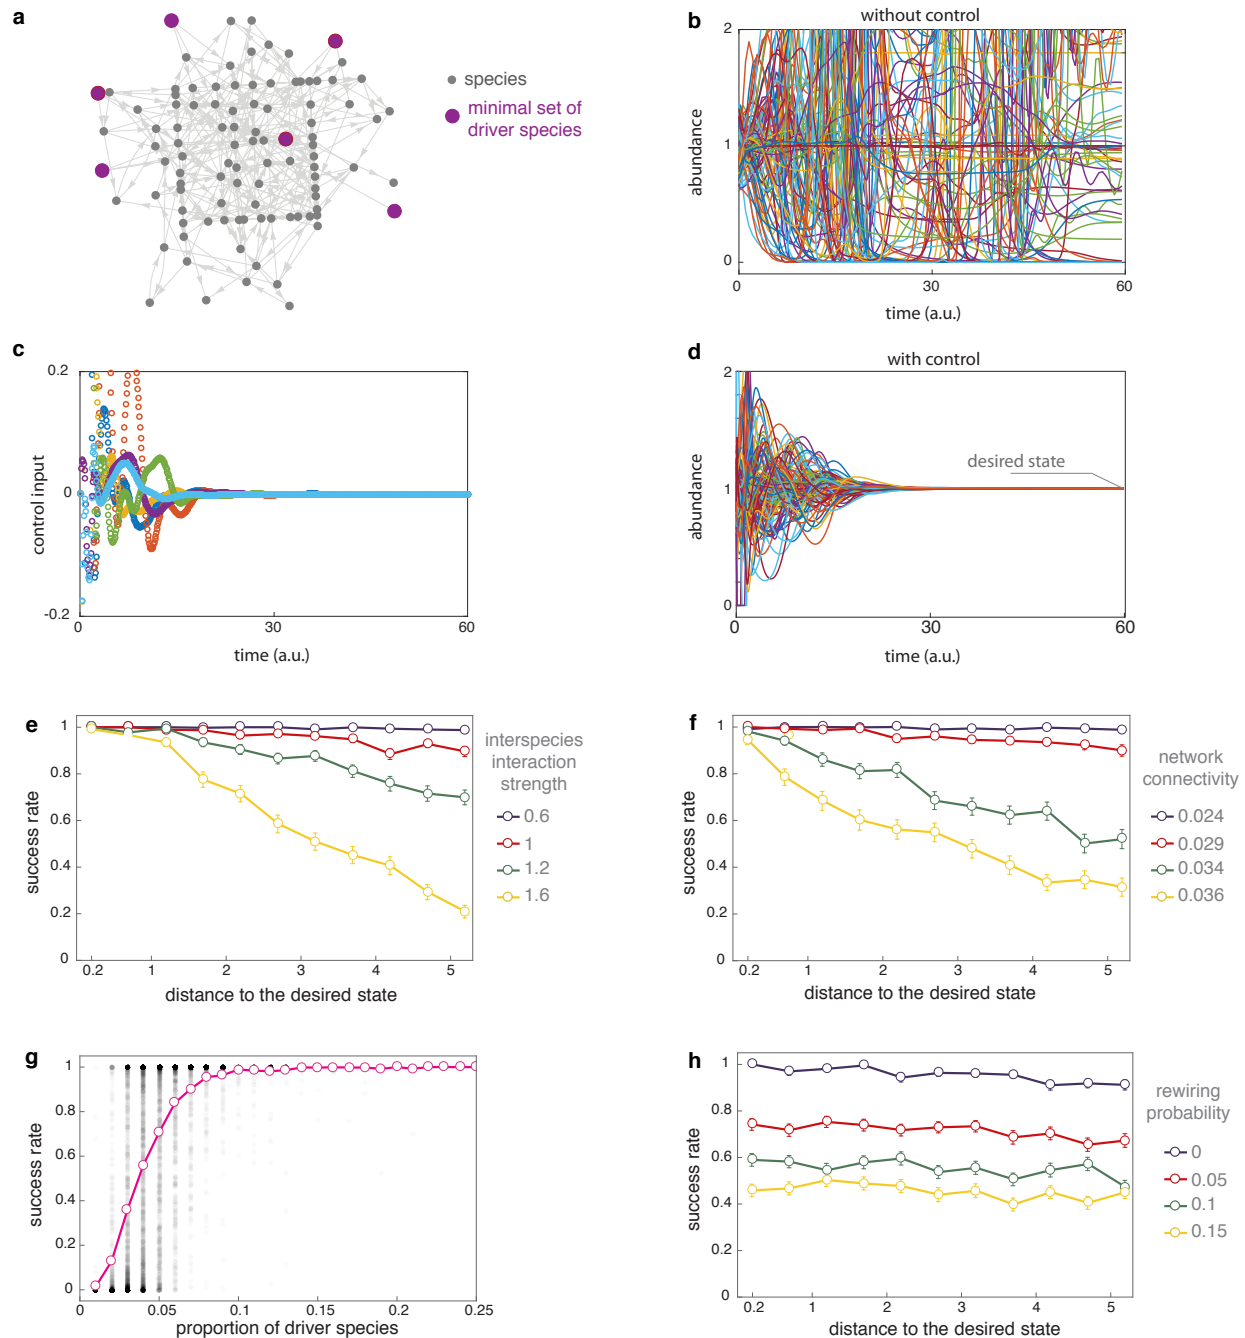 a
species
minimal set of
driver species
b
without control
2
1
0
abundance
0
30
60
time (a.u.)
c
0.2
0
-0.2
control input
0
30
60
time (a.u.)
d
with control
2
1
0
abundance
desired state
0
30
60
time (a.u.)
e
1
0.8
0.6
0.4
0.2
0
success rate
0.2
1
2
3
4
5
distance to the desired state
interspecies
interaction
strength
0.6
1
1.2
1.6
f
1
0.8
0.6
0.4
0.2
0
success rate
0.2
1
2
3
4
5
distance to the desired state
network
connectivity
0.024
0.029
0.034
0.036
g
1
0.8
0.6
0.4
0.2
0
success rate
0
0.05
0.1
0.15
0.2
0.25
proportion of driver species
h
1
0.8
0.6
0.4
0.2
0
success rate
0.2
1
2
3
4
5
distance to the desired state
rewiring
probability
0
0.05
0.1
0.15